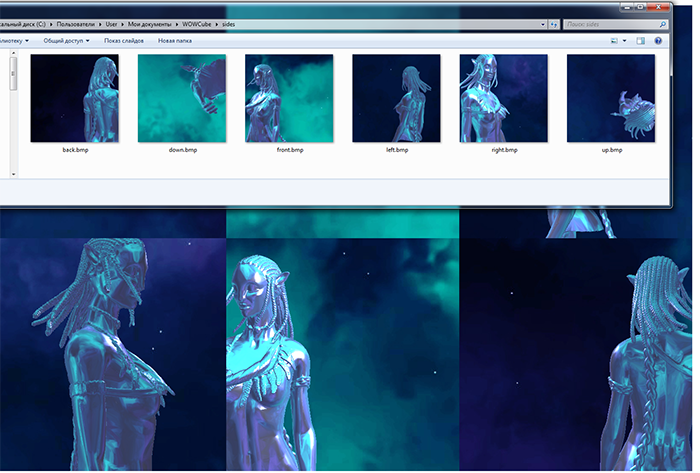 кальный диск (C:) ▸ Пользователи ▸ User ▸ Мои документы ▸ WOWCube ▸ sides
Поиск: sides
блиотеку ▾ Общий доступ ▾ Показ слайдов Новая папка
back.bmp down.bmp front.bmp left.bmp right.bmp up.bmp